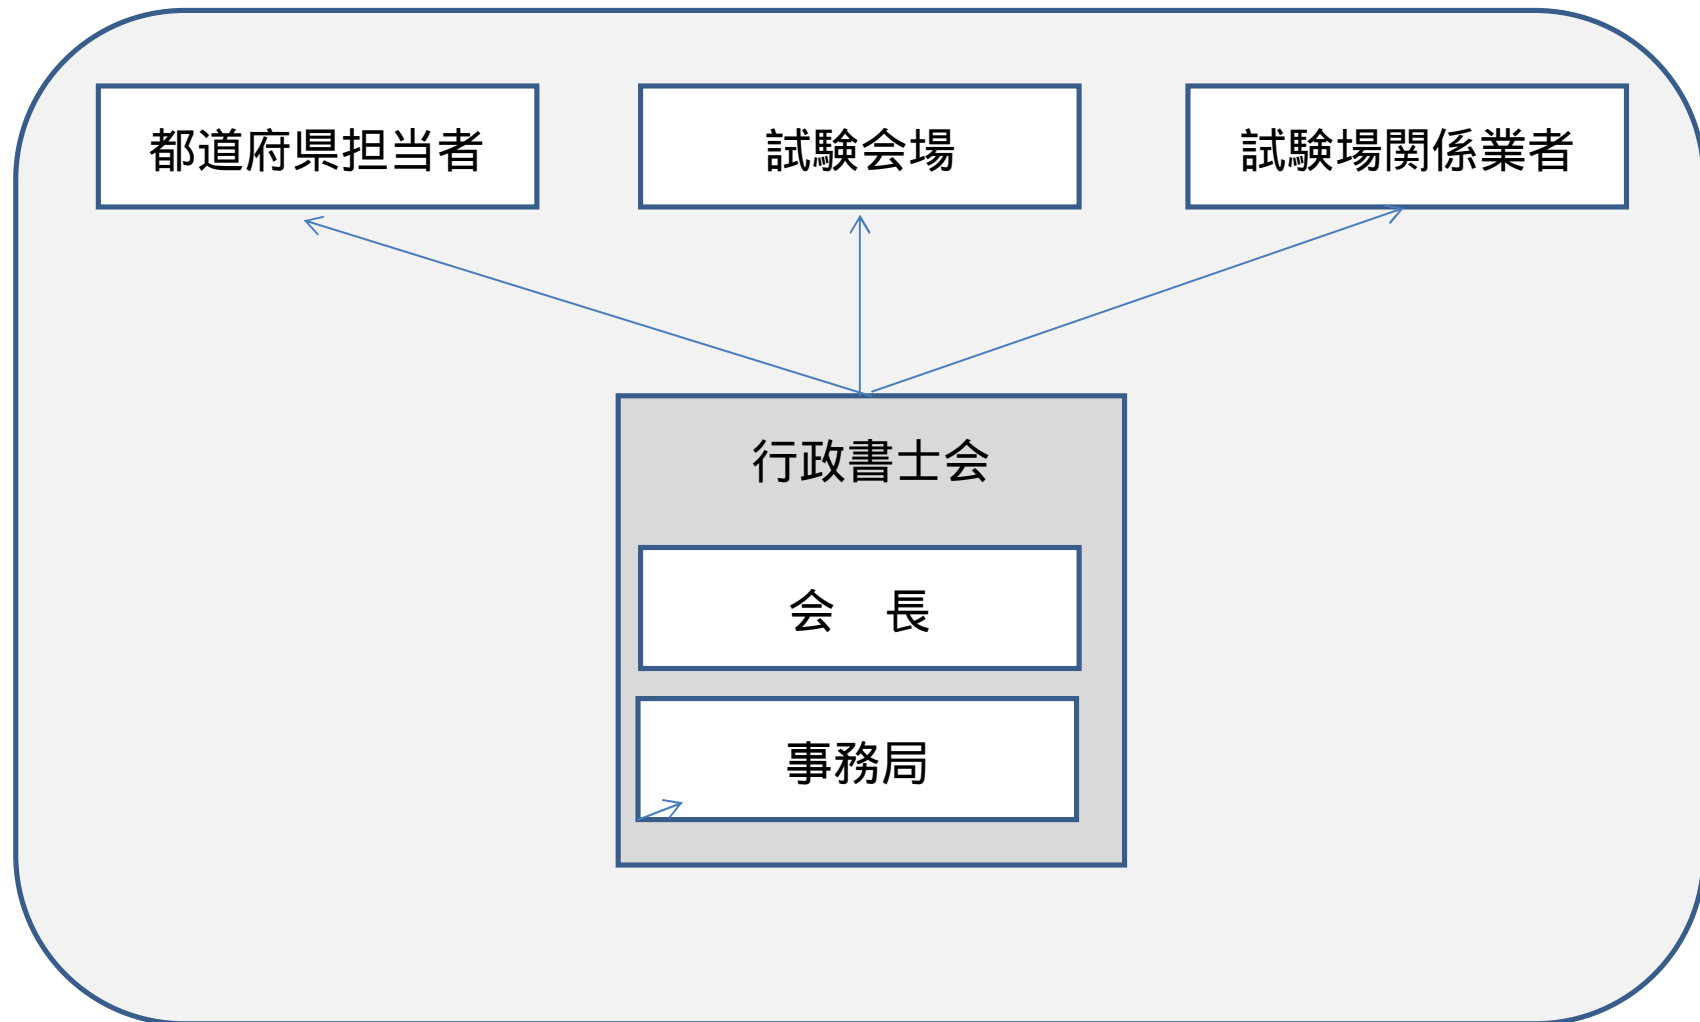 都道府県担当者
試験会場
試験場関係業者
行政書士会
会　長
事務局